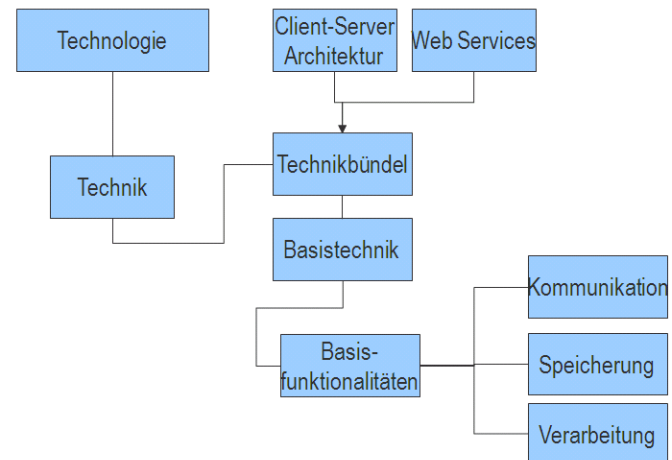 Technologie
Client-Server
Architektur
Web Services
Technik
Technikbündel
Basistechnik
Basis-
funktionalitäten
Kommunikation
Speicherung
Verarbeitung